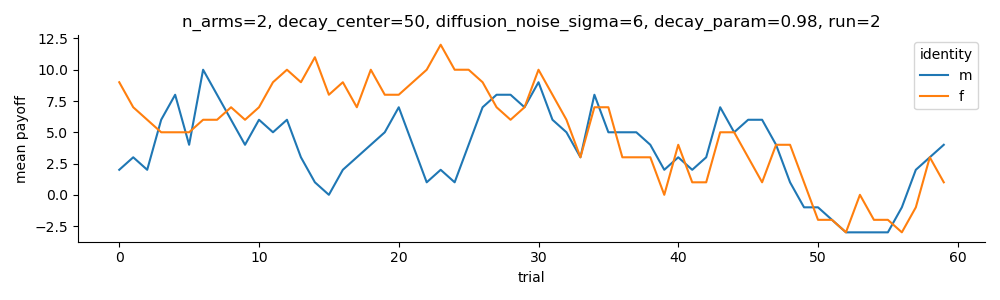 n_arms=2, decay_center=50, diffusion_noise_sigma=6, decay_param=0.98, run=2
12.5
10.0
7.5
5.0
2.5
0.0
−2.5
mean payoff
identity
m
f
0 10 20 30 40 50 60
trial